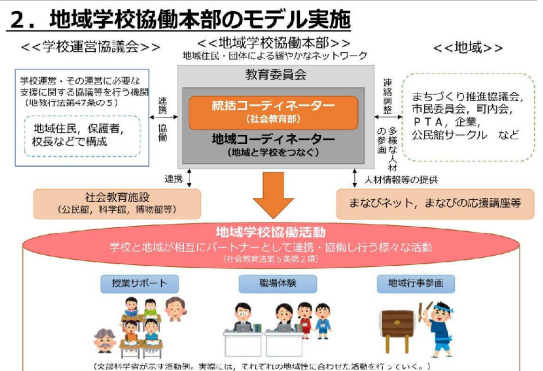 ２．地域学校協働本部のモデル実施
<<学校運営協議会>>
<<地域学校協働本部>>
地域住民・団体による緩やかなネットワーク
<<地域>>
学校運営・その運営に必要な
支援に関する協議等を行う機関
（地教行法第47条の５）
地域住民，保護者，
校長などで構成
連携
協働
教育委員会
統括コーディネーター
（社会教育部）
地域コーディネーター
（地域と学校をつなぐ）
連絡調整
多様な人材の参画
まちづくり推進協議会，
市民委員会，町内会，
ＰＴＡ，企業，
公民館サークル　など
連携
人材情報等の提供
社会教育施設
（公民館，科学館，博物館等）
まなびネット，まなびの応援講座等
地域学校協働活動
学校と地域が相互にパートナーとして連携・協働し行う様々な活動
（社会教育法第５条第２項）
授業サポート
職場体験
地域行事参画
（文部科学省が示す活動例。実際には，それぞれの地域性に合わせた活動を行っていく。）